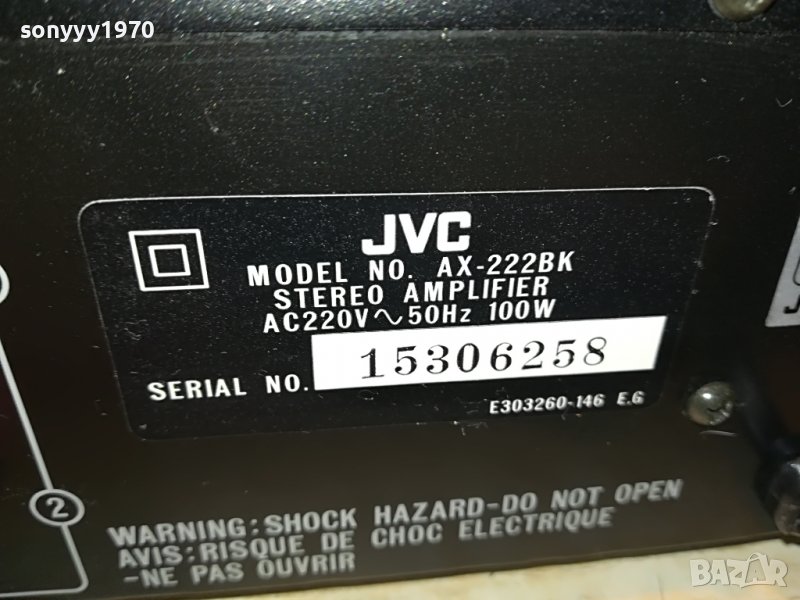 sonyyy1970
JVC
MODEL NO. AX-222BK
STEREO AMPLIFIER
AC220V∿50Hz 100W
SERIAL NO. 15306258
E303260-146 E.G
2
WARNING:SHOCK HAZARD-DO NOT OPEN
AVIS:RISQUE DE CHOC ELECTRIQUE
-NE PAS OUVRIR
BAZAR